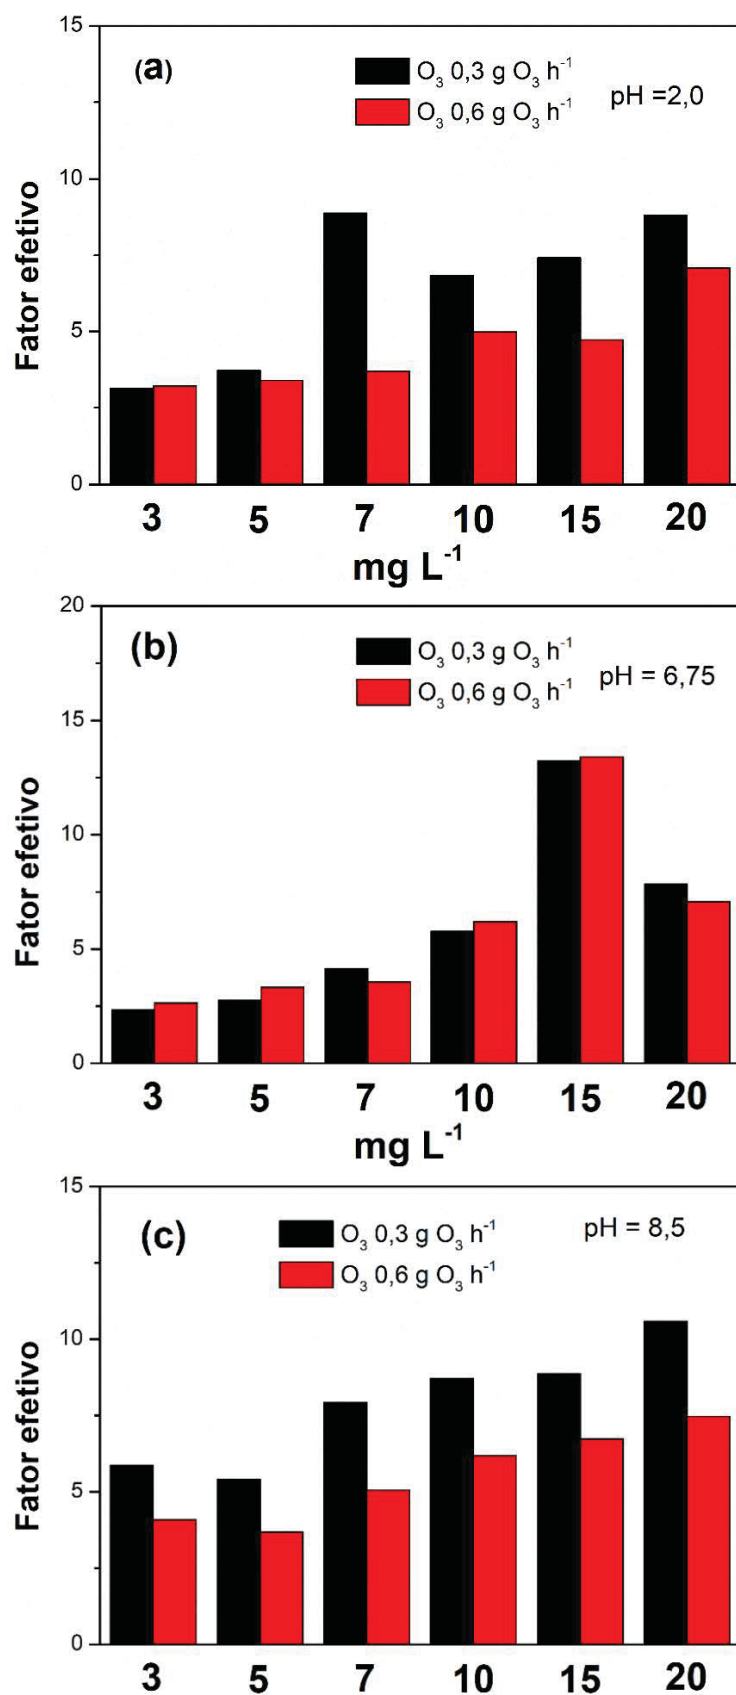 15
(a)
O₃ 0,3 g O₃ h⁻¹
O₃ 0,6 g O₃ h⁻¹
pH =2,0
10
Fator efetivo
5
0
3 5 7 10 15 20
mg L⁻¹
20
(b)
O₃ 0,3 g O₃ h⁻¹
O₃ 0,6 g O₃ h⁻¹
pH = 6,75
15
Fator efetivo
10
5
0
3 5 7 10 15 20
mg L⁻¹
15
(c)
O₃ 0,3 g O₃ h⁻¹
O₃ 0,6 g O₃ h⁻¹
pH = 8,5
10
Fator efetivo
5
0
3 5 7 10 15 20